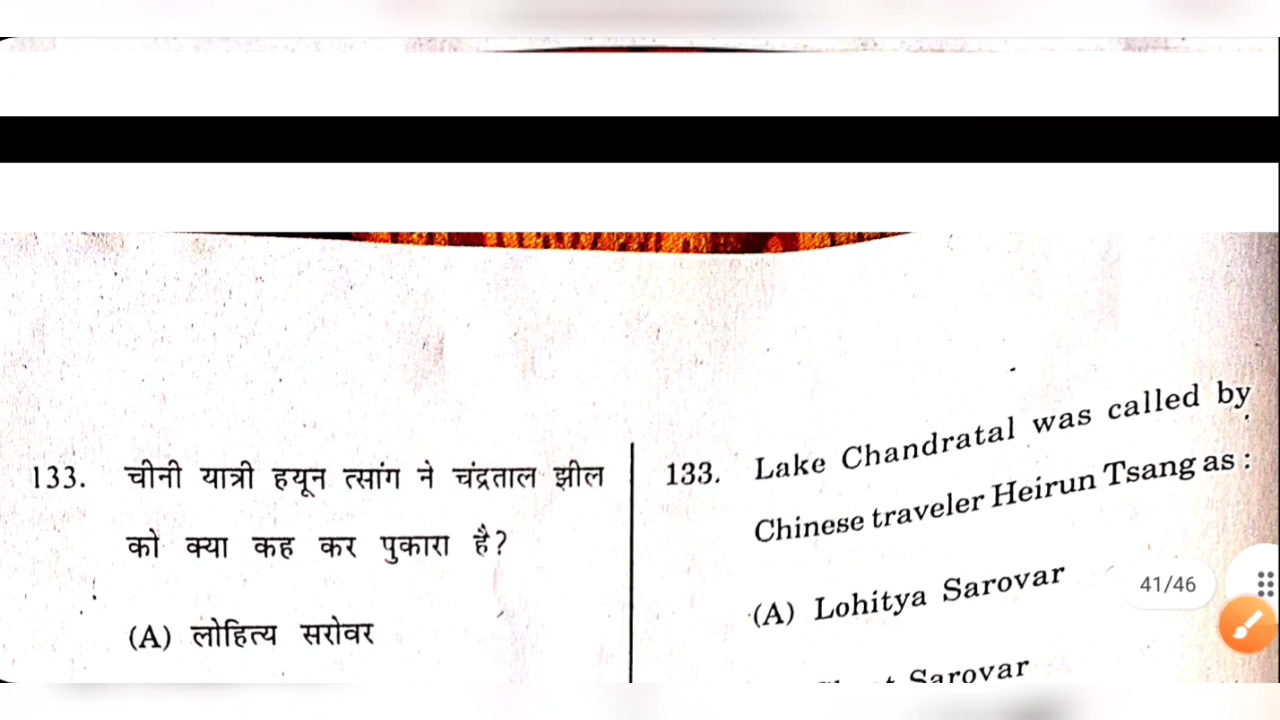 133. चीनी यात्री हयून त्सांग ने चंद्रताल झील
को क्या कह कर पुकारा है?
(A) लोहित्य सरोवर
133. Lake Chandratal was called by
Chinese traveler Heirun Tsang as :
(A) Lohitya Sarovar
Sarovar
41/46